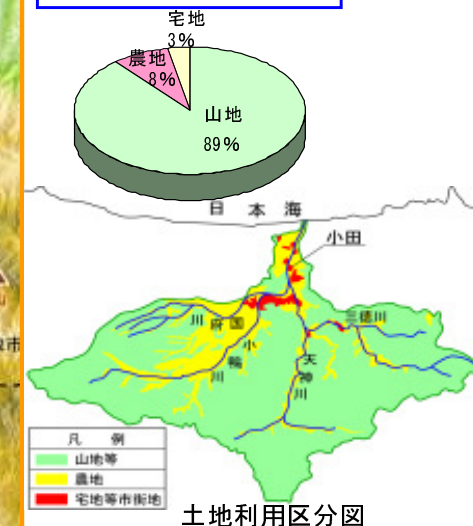 宅地
3%
農地
8%
山地
89%
日本海
小田
三徳川
国府川
小鴨川
天神川
凡 例
山地等
農地
宅地等市街地
土地利用区分図
市